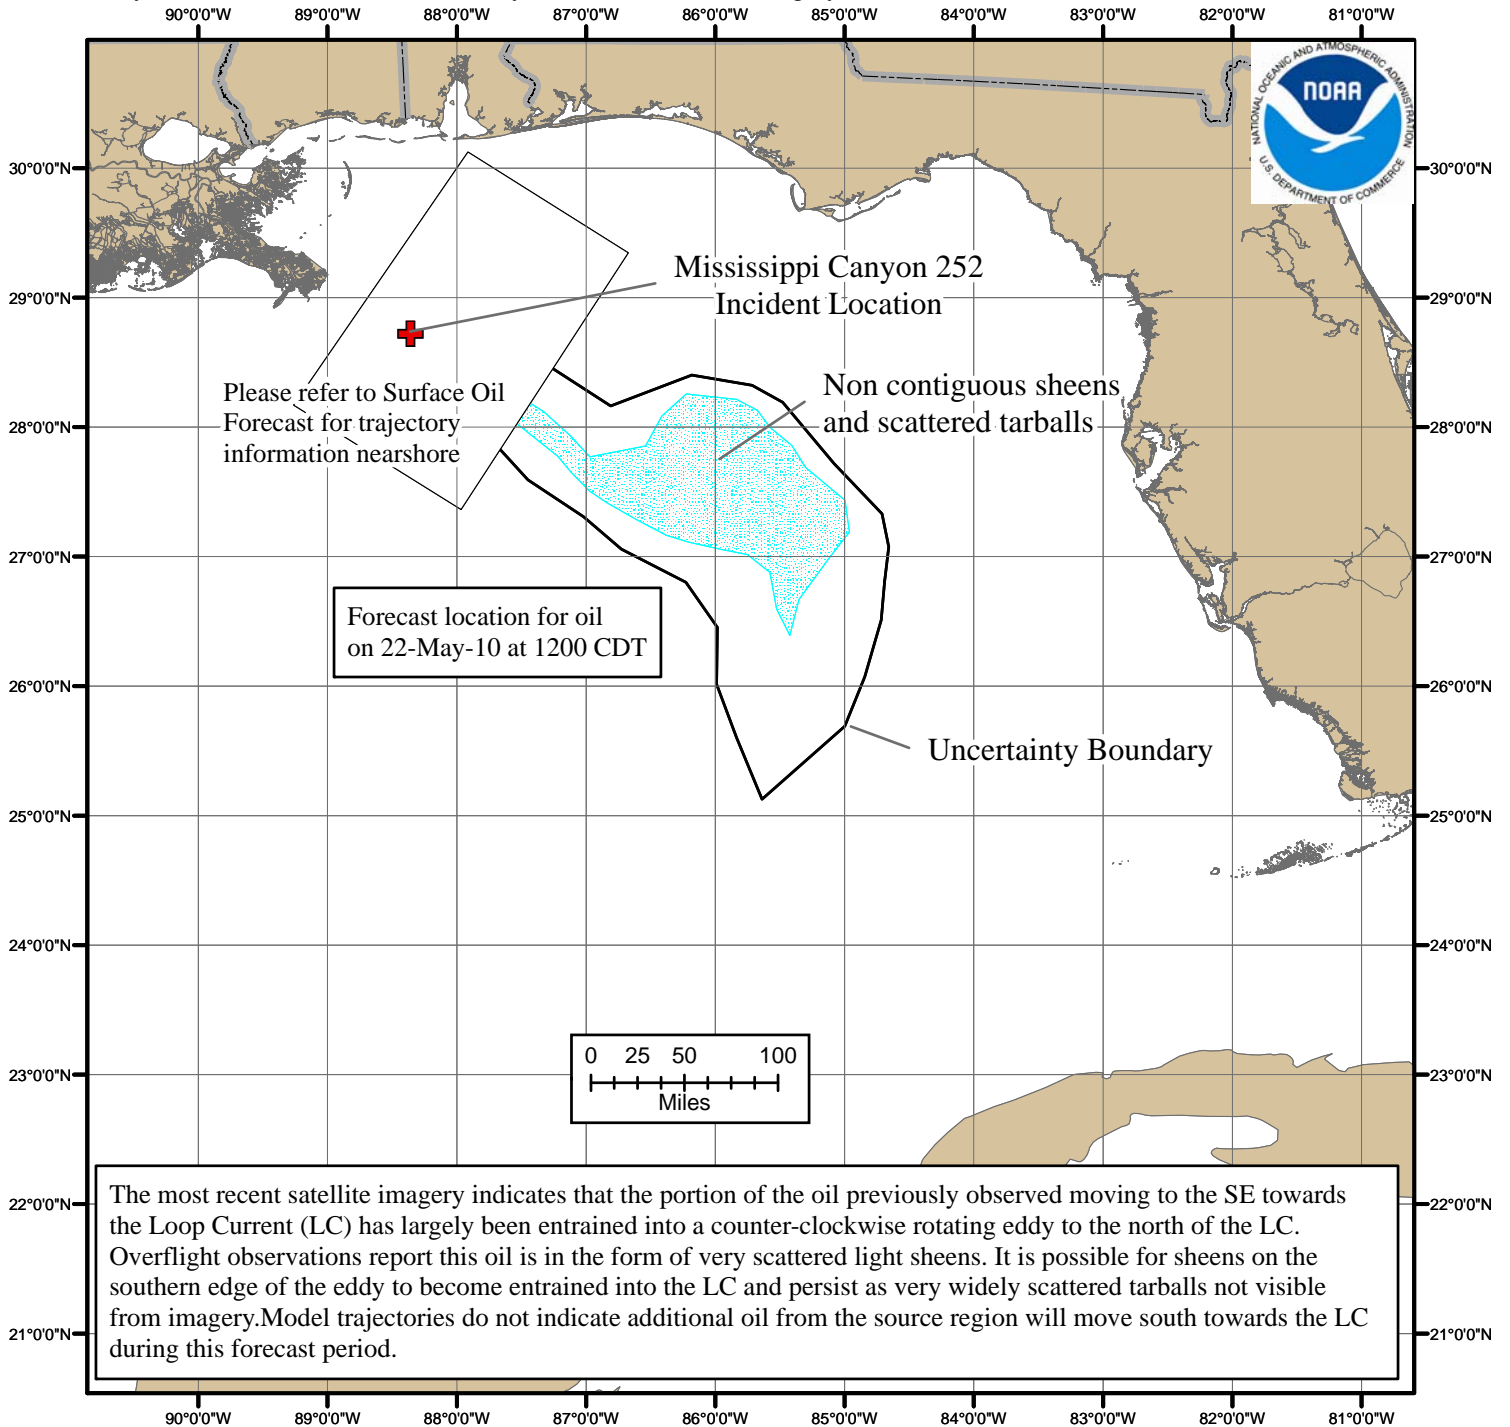 90°0'0"W 89°0'0"W 88°0'0"W 87°0'0"W 86°0'0"W 85°0'0"W 84°0'0"W 83°0'0"W 82°0'0"W 81°0'0"W
NATIONAL OCEANIC AND ATMOSPHERIC ADMINISTRATION
NOAA
U.S. DEPARTMENT OF COMMERCE
30°0'0"N 30°0'0"N
Mississippi Canyon 252
Incident Location
29°0'0"N 29°0'0"N
Please refer to Surface Oil
Forecast for trajectory
information nearshore
Non contiguous sheens
and scattered tarballs
28°0'0"N 28°0'0"N
27°0'0"N 27°0'0"N
Forecast location for oil
on 22-May-10 at 1200 CDT
26°0'0"N 26°0'0"N
Uncertainty Boundary
25°0'0"N 25°0'0"N
24°0'0"N 24°0'0"N
0 25 50 100
Miles
23°0'0"N 23°0'0"N
The most recent satellite imagery indicates that the portion of the oil previously observed moving to the SE towards
the Loop Current (LC) has largely been entrained into a counter-clockwise rotating eddy to the north of the LC.
Overflight observations report this oil is in the form of very scattered light sheens. It is possible for sheens on the
southern edge of the eddy to become entrained into the LC and persist as very widely scattered tarballs not visible
from imagery.Model trajectories do not indicate additional oil from the source region will move south towards the LC
during this forecast period.
22°0'0"N 22°0'0"N
21°0'0"N 21°0'0"N
90°0'0"W 89°0'0"W 88°0'0"W 87°0'0"W 86°0'0"W 85°0'0"W 84°0'0"W 83°0'0"W 82°0'0"W 81°0'0"W